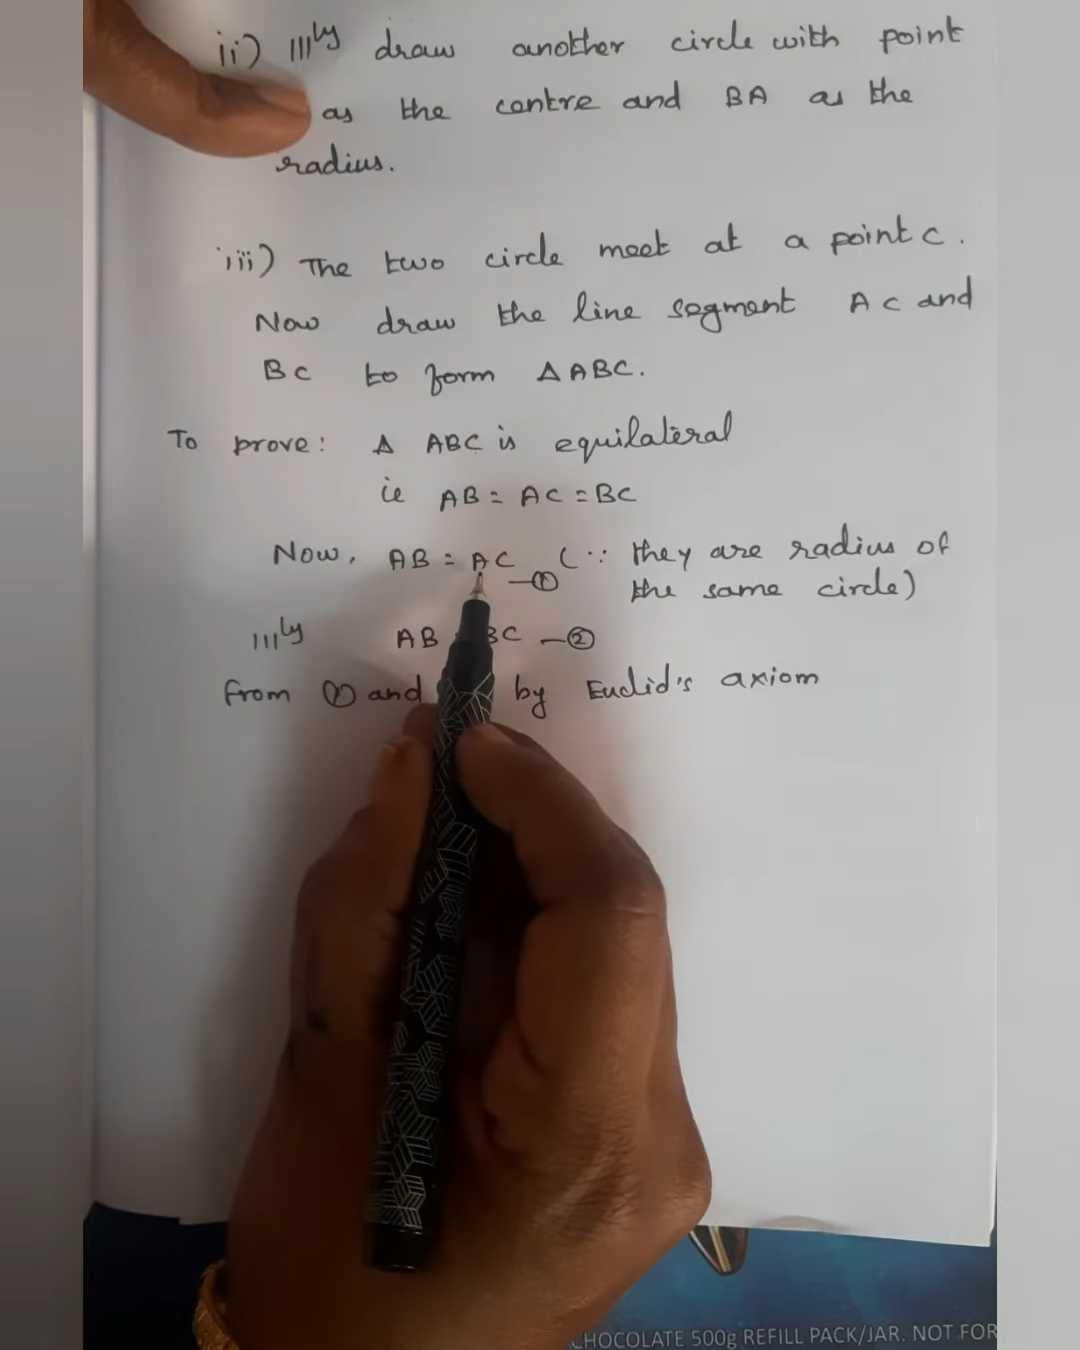 ii) lllly draw another circle with point
as the centre and BA as the
radius.
iii) The two circle meet at a point C.
Now draw the line segment AC and
BC to form Δ ABC.
To prove: Δ ABC is equilateral
ie AB = AC = BC
Now, AB = AC —① (∵ they are radius of
the same circle)
lllly AB BC —②
from ① and by Euclid's axiom
CHOCOLATE 500g REFILL PACK/JAR. NOT FOR